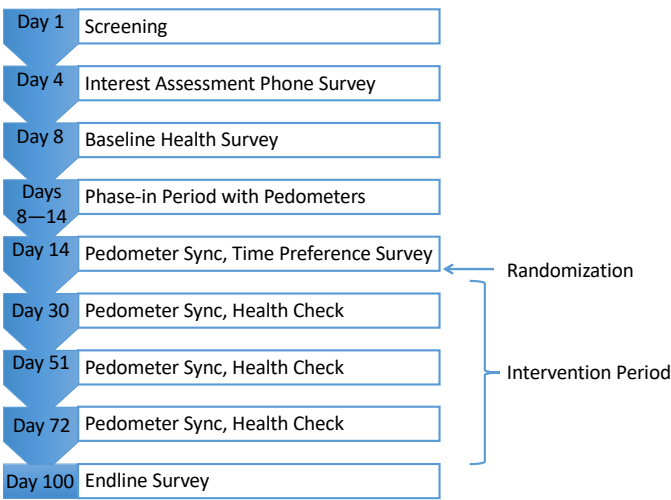 Day 1
Screening
Day 4
Interest Assessment Phone Survey
Day 8
Baseline Health Survey
Days
8—14
Phase-in Period with Pedometers
Day 14
Pedometer Sync, Time Preference Survey
Randomization
Day 30
Pedometer Sync, Health Check
Day 51
Pedometer Sync, Health Check
Intervention Period
Day 72
Pedometer Sync, Health Check
Day 100
Endline Survey